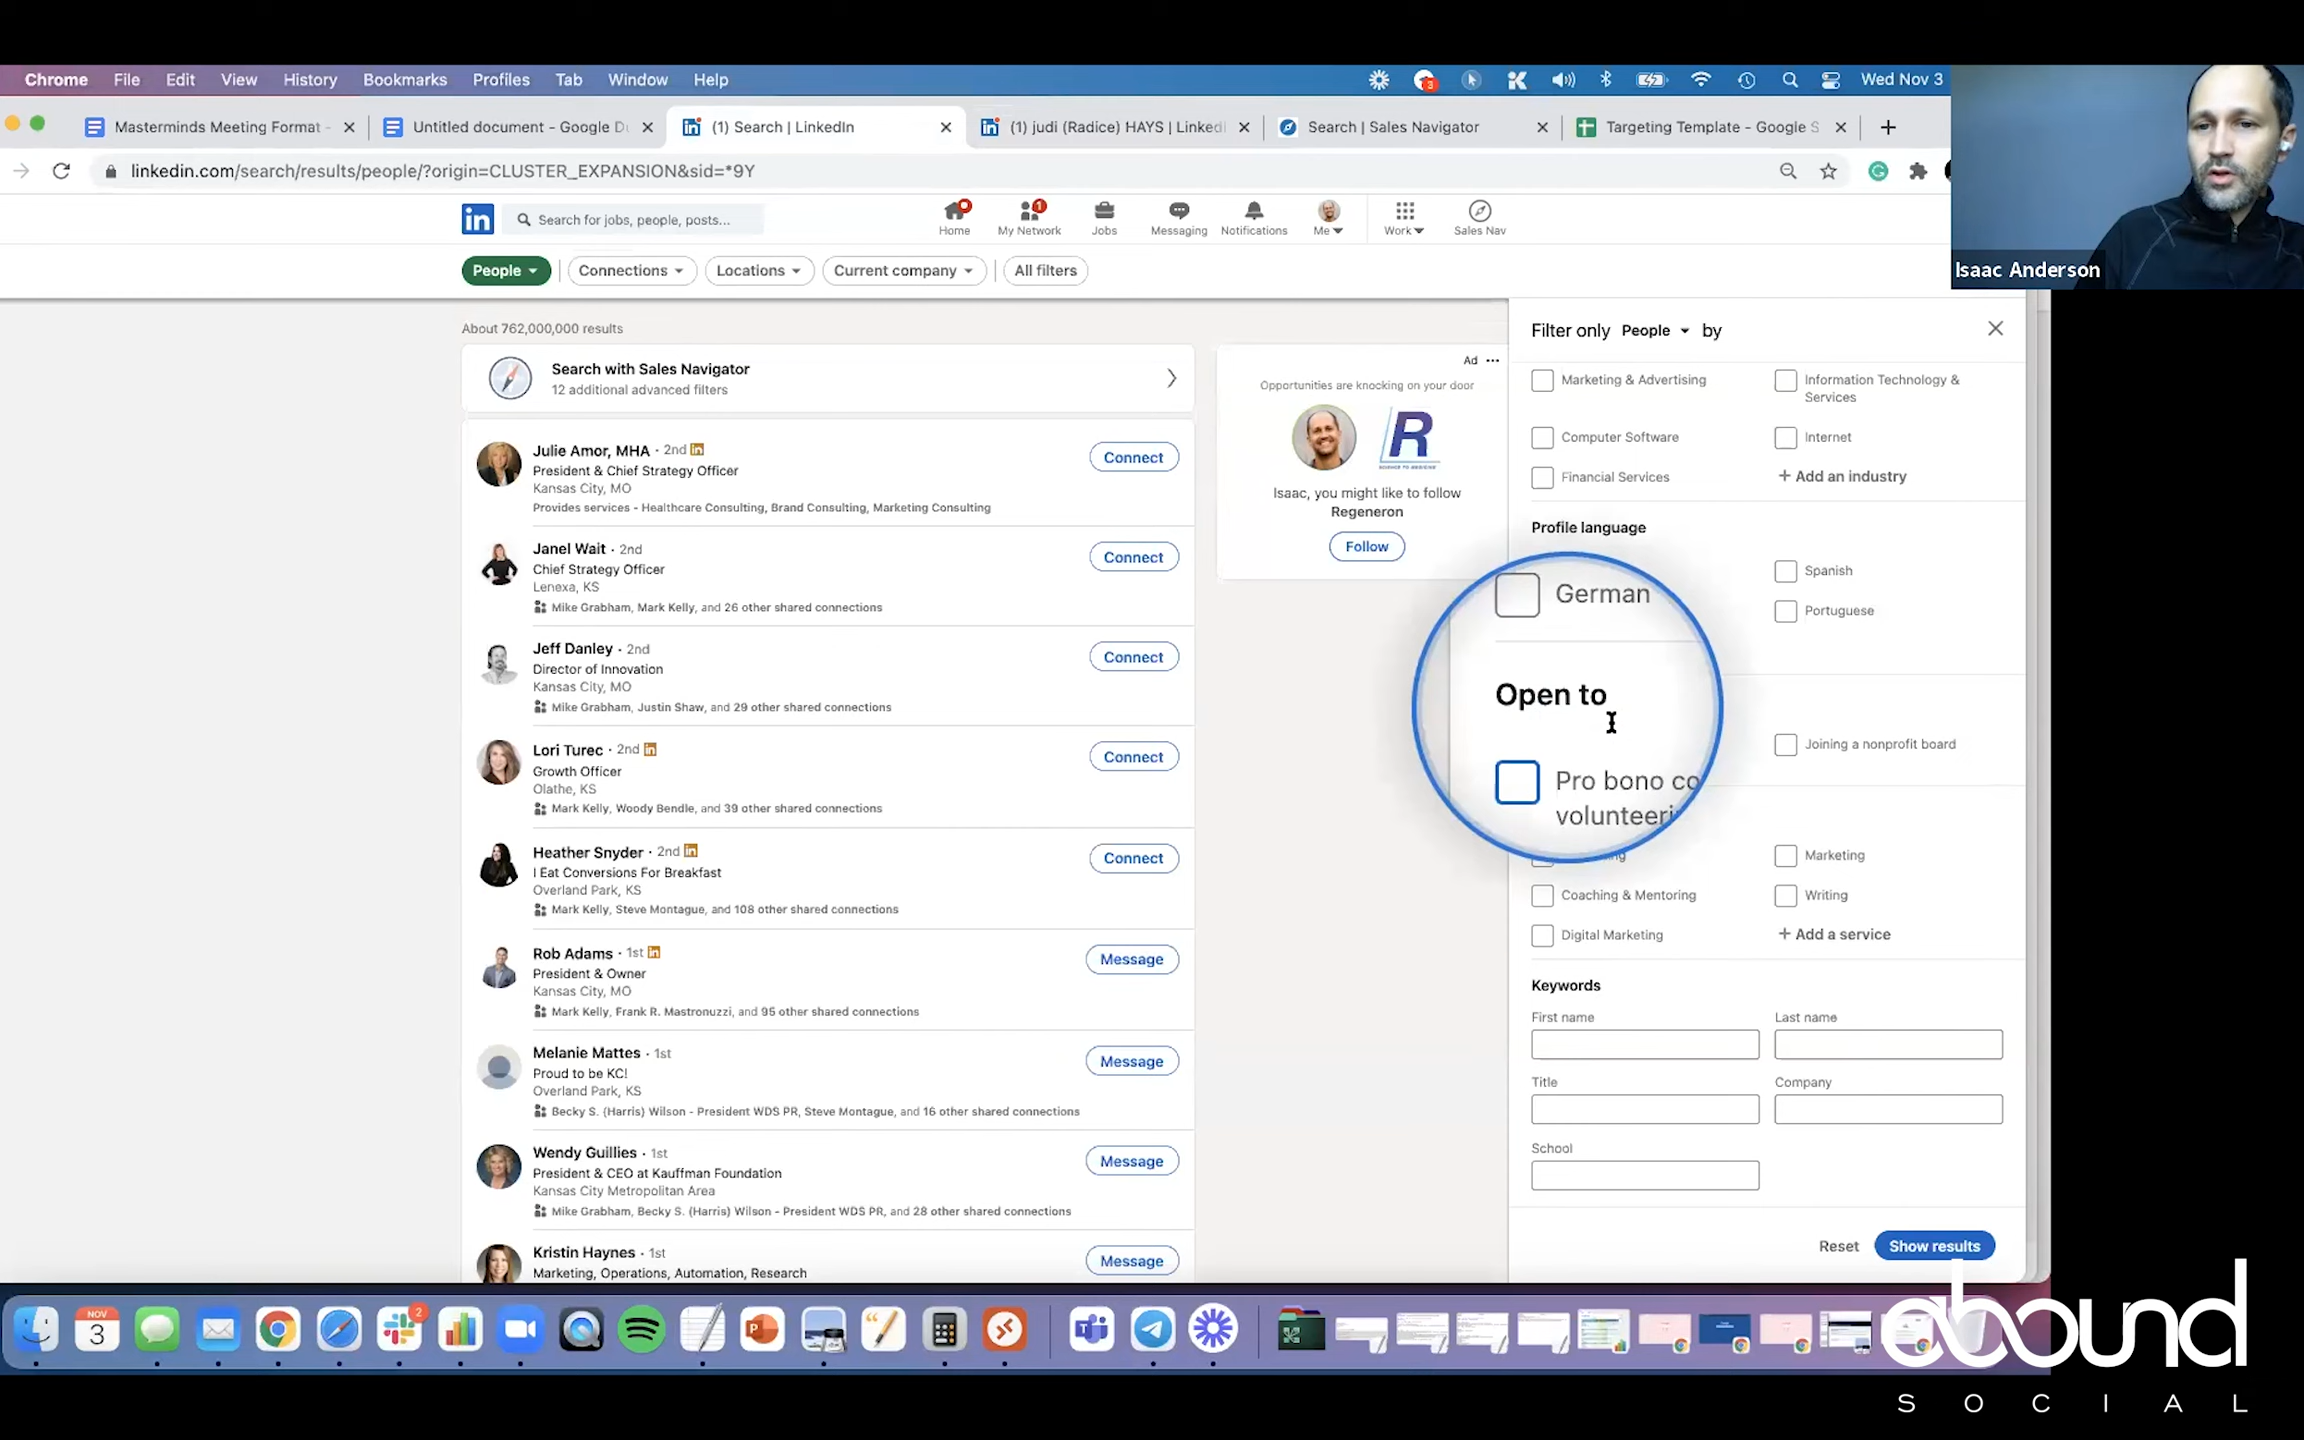 Chrome File Edit View History Bookmarks Profiles Tab Window Help
3
Wed Nov 3
Masterminds Meeting Format -
Untitled document - Google D
(1) Search | LinkedIn
(1) judi (Radice) HAYS | Linked
Search | Sales Navigator
Targeting Template - Google S
linkedin.com/search/results/people/?origin=CLUSTER_EXPANSION&sid=*9Y
Isaac Anderson
in
Search for jobs, people, posts...
Home
1
My Network
Jobs
Messaging
Notifications
Me
Work
Sales Nav
People
Connections
Locations
Current company
All filters
About 762,000,000 results
Search with Sales Navigator
12 additional advanced filters
Julie Amor, MHA · 2nd in
President & Chief Strategy Officer
Kansas City, MO
Provides services - Healthcare Consulting, Brand Consulting, Marketing Consulting
Connect
Janel Wait · 2nd
Chief Strategy Officer
Lenexa, KS
Mike Grabham, Mark Kelly, and 26 other shared connections
Connect
Jeff Danley · 2nd
Director of Innovation
Kansas City, MO
Mike Grabham, Justin Shaw, and 29 other shared connections
Connect
Lori Turec · 2nd in
Growth Officer
Olathe, KS
Mark Kelly, Woody Bendle, and 39 other shared connections
Connect
Heather Snyder · 2nd in
I Eat Conversions For Breakfast
Overland Park, KS
Mark Kelly, Steve Montague, and 108 other shared connections
Connect
Rob Adams · 1st in
President & Owner
Kansas City, MO
Mark Kelly, Frank R. Mastronuzzi, and 95 other shared connections
Message
Melanie Mattes · 1st
Proud to be KC!
Overland Park, KS
Becky S. (Harris) Wilson - President WDS PR, Steve Montague, and 16 other shared connections
Message
Wendy Guillies · 1st
President & CEO at Kauffman Foundation
Kansas City Metropolitan Area
Mike Grabham, Becky S. (Harris) Wilson - President WDS PR, and 28 other shared connections
Message
Kristin Haynes · 1st
Marketing, Operations, Automation, Research
Message
Ad ...
Opportunities are knocking on your door
R
Isaac, you might like to follow
Regeneron
Follow
Filter only People by
Marketing & Advertising
Information Technology &
Services
Computer Software
Internet
Financial Services
+ Add an industry
Profile language
Spanish
German
Portuguese
Open to
Pro bono co
volunteeri
Joining a nonprofit board
Marketing
Coaching & Mentoring
Writing
Digital Marketing
+ Add a service
Keywords
First name
Last name
Title
Company
School
Reset
Show results
NOV
3
2
abound
SOCIAL